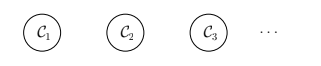 𝒞₁ 𝒞₂ 𝒞₃ ⋯